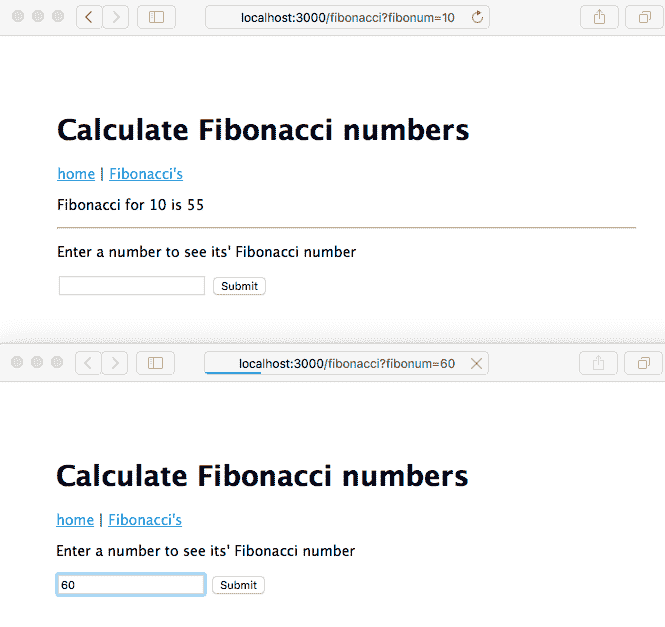 localhost:3000/fibonacci?fibonum=10
Calculate Fibonacci numbers
home | Fibonacci's
Fibonacci for 10 is 55
Enter a number to see its' Fibonacci number
Submit
localhost:3000/fibonacci?fibonum=60
Calculate Fibonacci numbers
home | Fibonacci's
Enter a number to see its' Fibonacci number
60 Submit